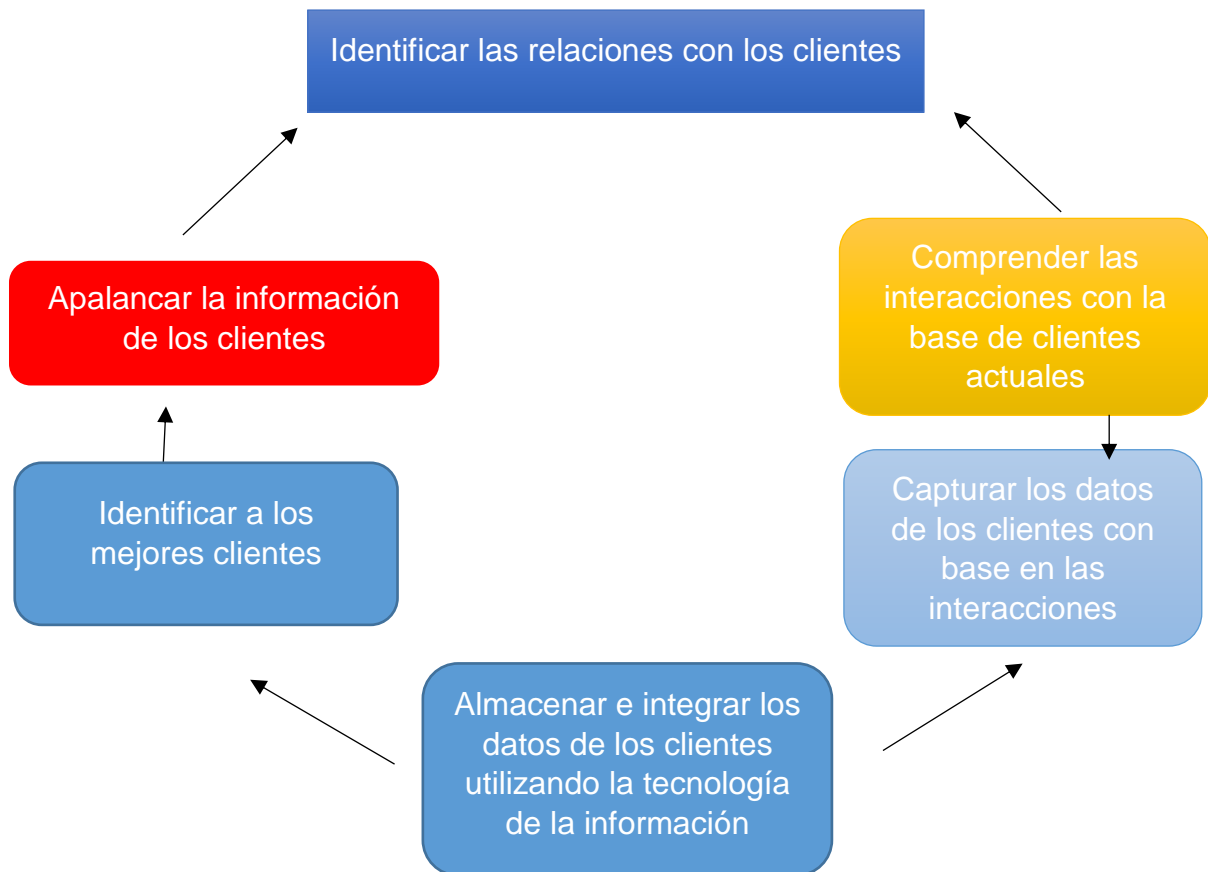 Identificar las relaciones con los clientes
Apalancar la información
de los clientes
Comprender las
interacciones con la
base de clientes
actuales
Identificar a los
mejores clientes
Capturar los datos
de los clientes con
base en las
interacciones
Almacenar e integrar los
datos de los clientes
utilizando la tecnología
de la información